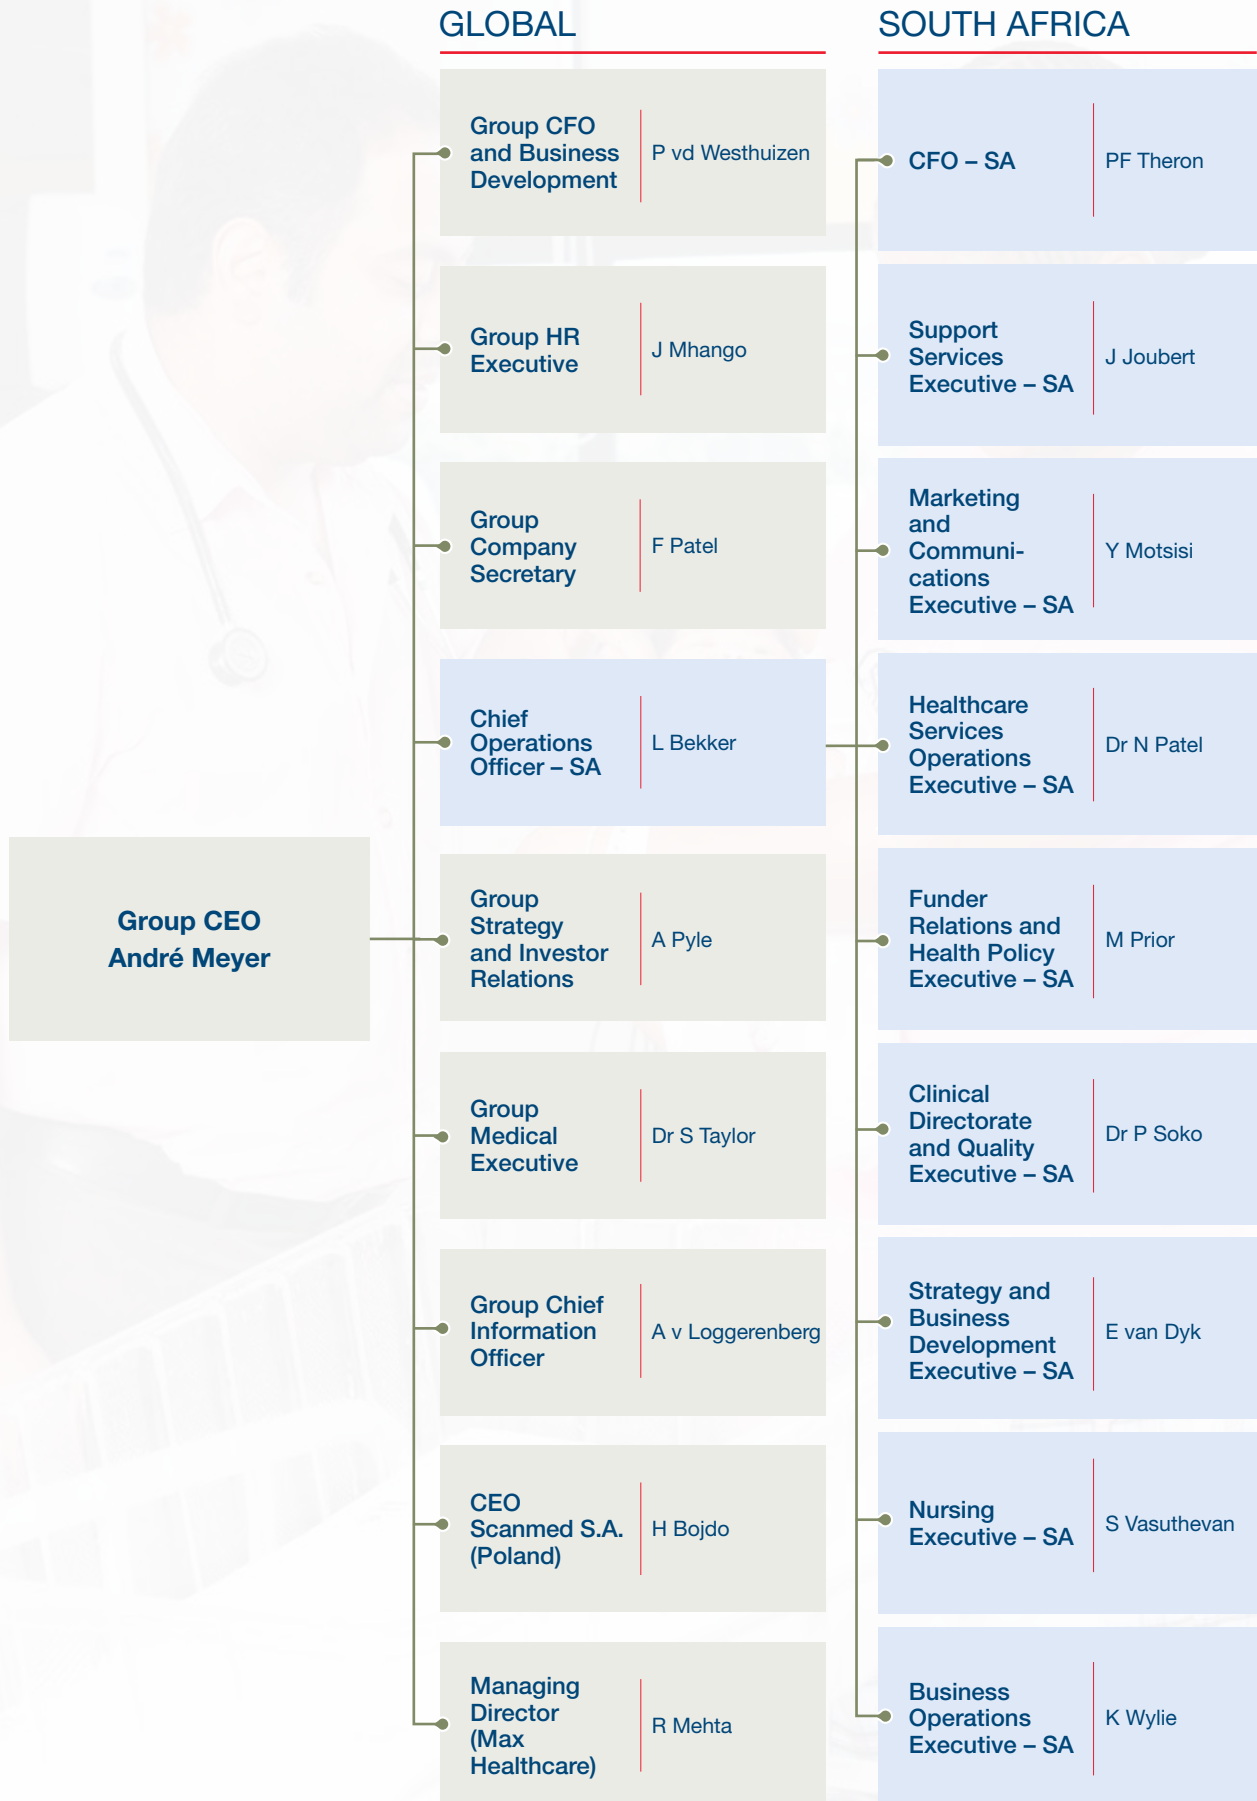 GLOBAL
SOUTH AFRICA
Group CEO
André Meyer
Group CFO
and Business
Development
P vd Westhuizen
Group HR
Executive
J Mhango
Group
Company
Secretary
F Patel
Chief
Operations
Officer – SA
L Bekker
Group
Strategy
and Investor
Relations
A Pyle
Group
Medical
Executive
Dr S Taylor
Group Chief
Information
Officer
A v Loggerenberg
CEO
Scanmed S.A.
(Poland)
H Bojdo
Managing
Director
(Max
Healthcare)
R Mehta
CFO – SA
PF Theron
Support
Services
Executive – SA
J Joubert
Marketing
and
Communi-
cations
Executive – SA
Y Motsisi
Healthcare
Services
Operations
Executive – SA
Dr N Patel
Funder
Relations and
Health Policy
Executive – SA
M Prior
Clinical
Directorate
and Quality
Executive – SA
Dr P Soko
Strategy and
Business
Development
Executive – SA
E van Dyk
Nursing
Executive – SA
S Vasuthevan
Business
Operations
Executive – SA
K Wylie